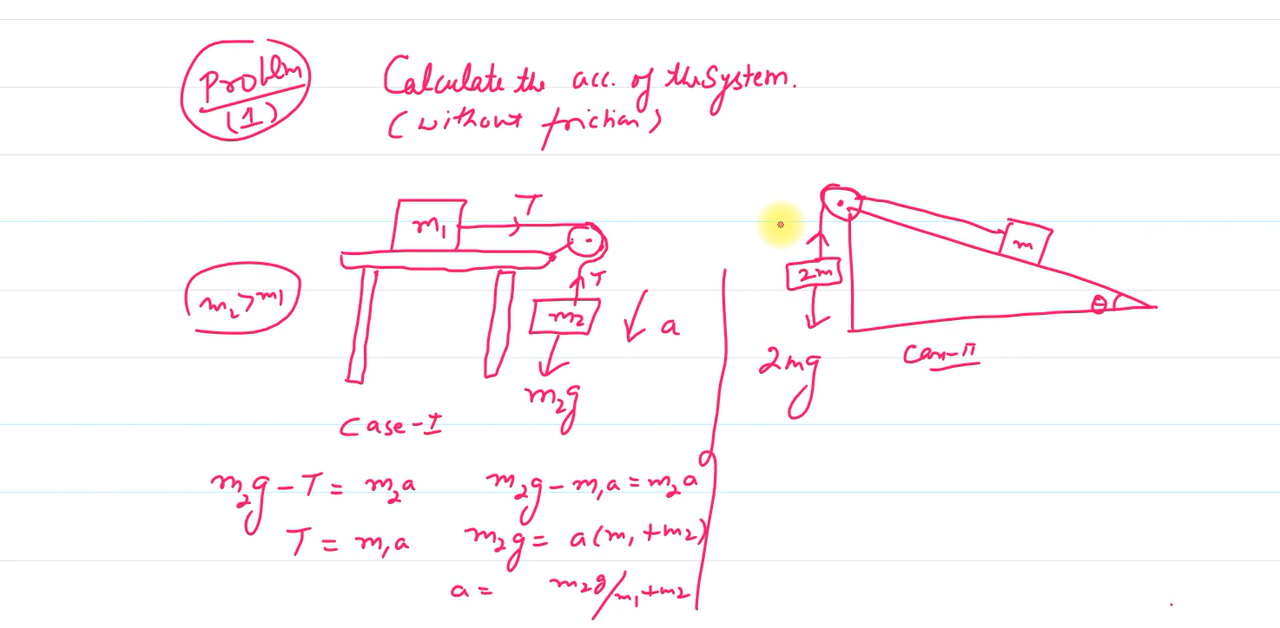 Problem
(1)
Calculate the acc. of the System.
(without friction)
m₁
T
T
m₂
a
m₂g
m₂>m₁
Case-I
m
2m
2mg
θ
Case-II
m₂g-T = m₂a
T = m₁a
m₂g-m₁a=m₂a
m₂g= a(m₁+m₂)
a= m₂g/m₁+m₂